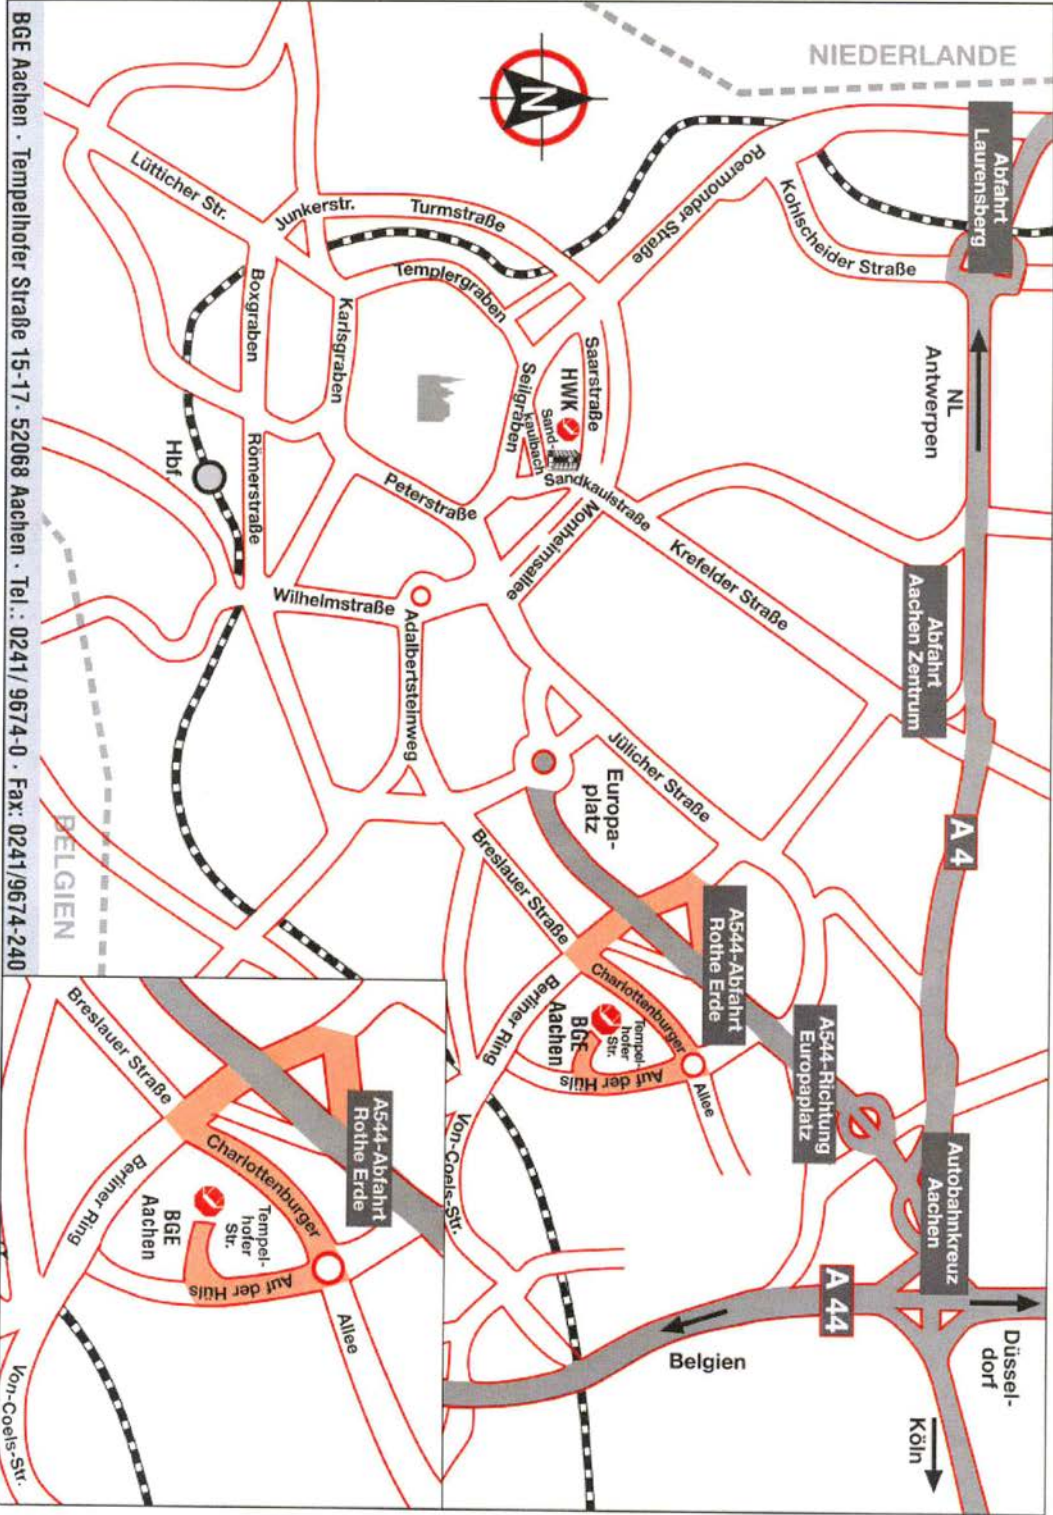 NIEDERLANDE
Abfahrt
Laurensberg
NL
Antwerpen
Abfahrt
Aachen Zentrum
A 4
Autobahnkreuz
Aachen
Düssel-
dorf
Köln
A 44
Belgien
A544-Richtung
Europaplatz
A544-Abfahrt
Rothe Erde
Roermonder Straße
Kohlscheider Straße
Turmstraße
Junkerstr.
Lütticher Str.
Templergraben
Boxgraben
Karlsgraben
Saarstraße
HWK
Seilgraben
Sand-
kaulbach
Sandkaulstraße
Monheimsallee
Krefelder Straße
Peterstraße
Römerstraße
Hbf.
Wilhelmstraße
Adalbertsteinweg
Jülicher Straße
Europa-
platz
Breslauer Straße
Charlottenburger
Allee
Berliner Ring
BGE
Aachen
Tempel-
hofer
Str.
Auf der Hüls
Von-Coels-Str.
BELGIEN
A544-Abfahrt
Rothe Erde
Breslauer Straße
Charlottenburger
Allee
Berliner Ring
BGE
Aachen
Tempel-
hofer
Str.
Auf der Hüls
Von-Coels-Str.
N
BGE Aachen · Tempelhofer Straße 15-17 · 52068 Aachen · Tel.: 0241/ 9674-0 · Fax: 0241/9674-240